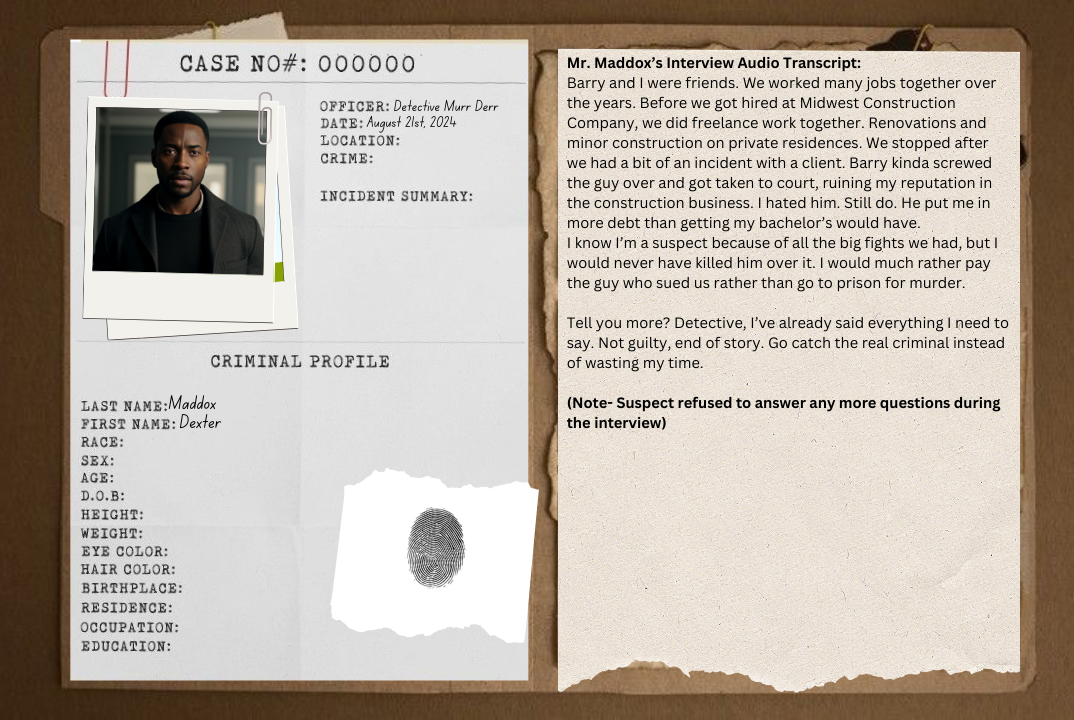 CASE NO#: 000000
OFFICER: Detective Murr Derr
DATE: August 21st, 2024
LOCATION:
CRIME:
INCIDENT SUMMARY:
CRIMINAL PROFILE
LAST NAME: Maddox
FIRST NAME: Dexter
RACE:
SEX:
AGE:
D.O.B:
HEIGHT:
WEIGHT:
EYE COLOR:
HAIR COLOR:
BIRTHPLACE:
RESIDENCE:
OCCUPATION:
EDUCATION:
Mr. Maddox's Interview Audio Transcript:
Barry and I were friends. We worked many jobs together over
the years. Before we got hired at Midwest Construction
Company, we did freelance work together. Renovations and
minor construction on private residences. We stopped after
we had a bit of an incident with a client. Barry kinda screwed
the guy over and got taken to court, ruining my reputation in
the construction business. I hated him. Still do. He put me in
more debt than getting my bachelor's would have.
I know I'm a suspect because of all the big fights we had, but I
would never have killed him over it. I would much rather pay
the guy who sued us rather than go to prison for murder.
Tell you more? Detective, I've already said everything I need to
say. Not guilty, end of story. Go catch the real criminal instead
of wasting my time.
(Note- Suspect refused to answer any more questions during
the interview)